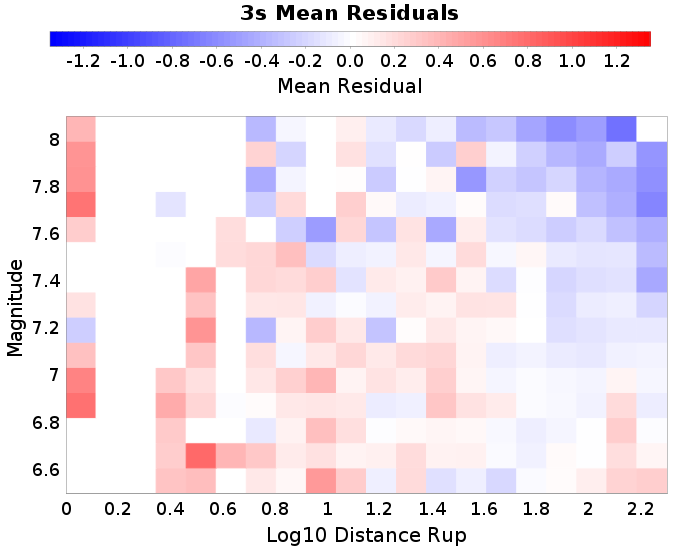 3s Mean Residuals
-1.2 -1.0 -0.8 -0.6 -0.4 -0.2 0.0 0.2 0.4 0.6 0.8 1.0 1.2
Mean Residual
8
7.8
7.6
7.4
7.2
7
6.8
6.6
Magnitude
0 0.2 0.4 0.6 0.8 1 1.2 1.4 1.6 1.8 2 2.2
Log10 Distance Rup